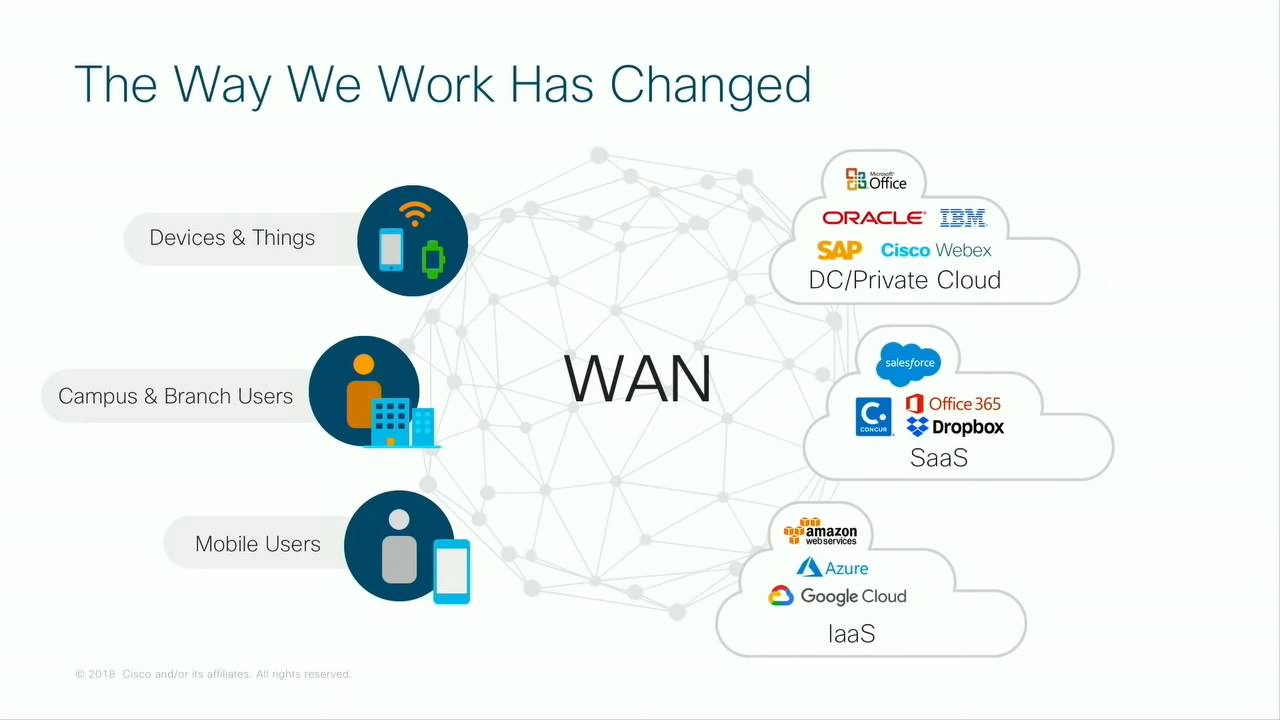 The Way We Work Has Changed
Devices & Things
Campus & Branch Users
Mobile Users
WAN
Microsoft®
Office
ORACLE® IBM®
SAP Cisco Webex
DC/Private Cloud
salesforce
C.
CONCUR
Office 365
Dropbox
SaaS
amazon
web services
Azure
Google Cloud
IaaS
© 2018 Cisco and/or its affiliates. All rights reserved.